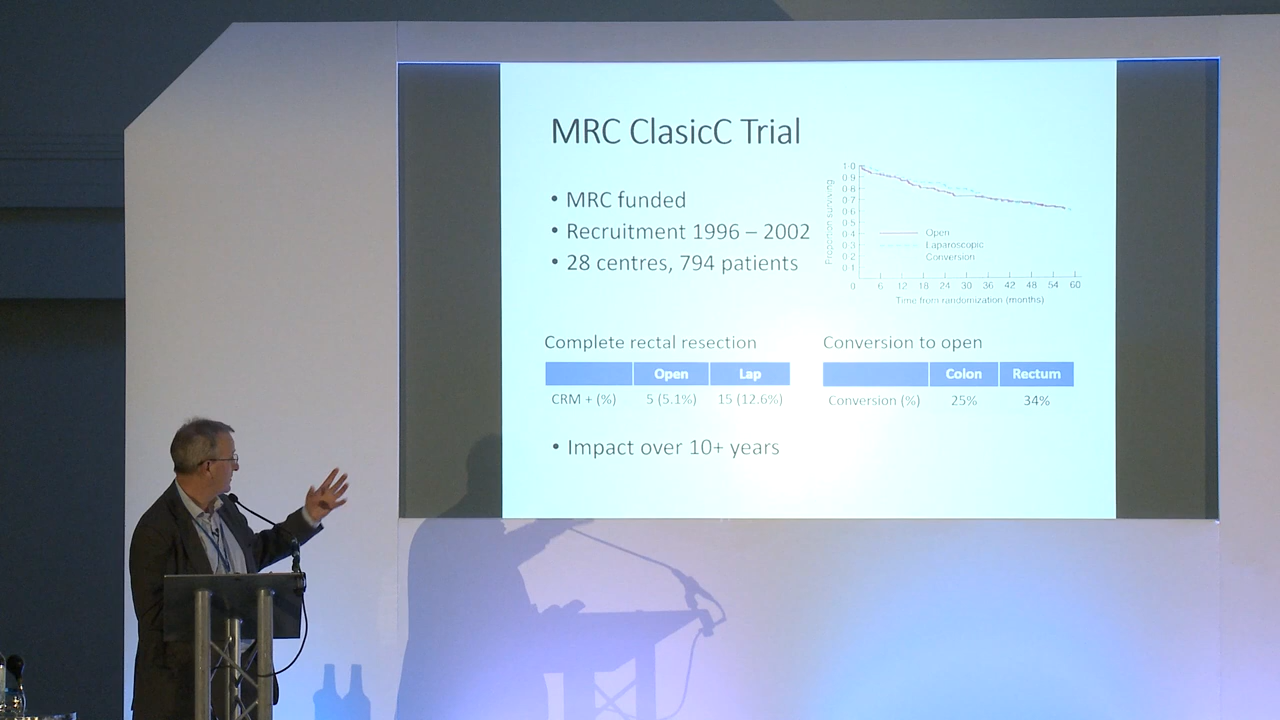 MRC ClasicC Trial
• MRC funded
• Recruitment 1996 – 2002
• 28 centres, 794 patients
Proportion surviving
1·0
0·9
0·8
0·7
0·6
0·5
0·4
0·3
0·2
0·1
Open
Laparoscopic
Conversion
0 6 12 18 24 30 36 42 48 54 60
Time from randomization (months)
Complete rectal resection
Open Lap
CRM + (%) 5 (5.1%) 15 (12.6%)
Conversion to open
Colon Rectum
Conversion (%) 25% 34%
• Impact over 10+ years